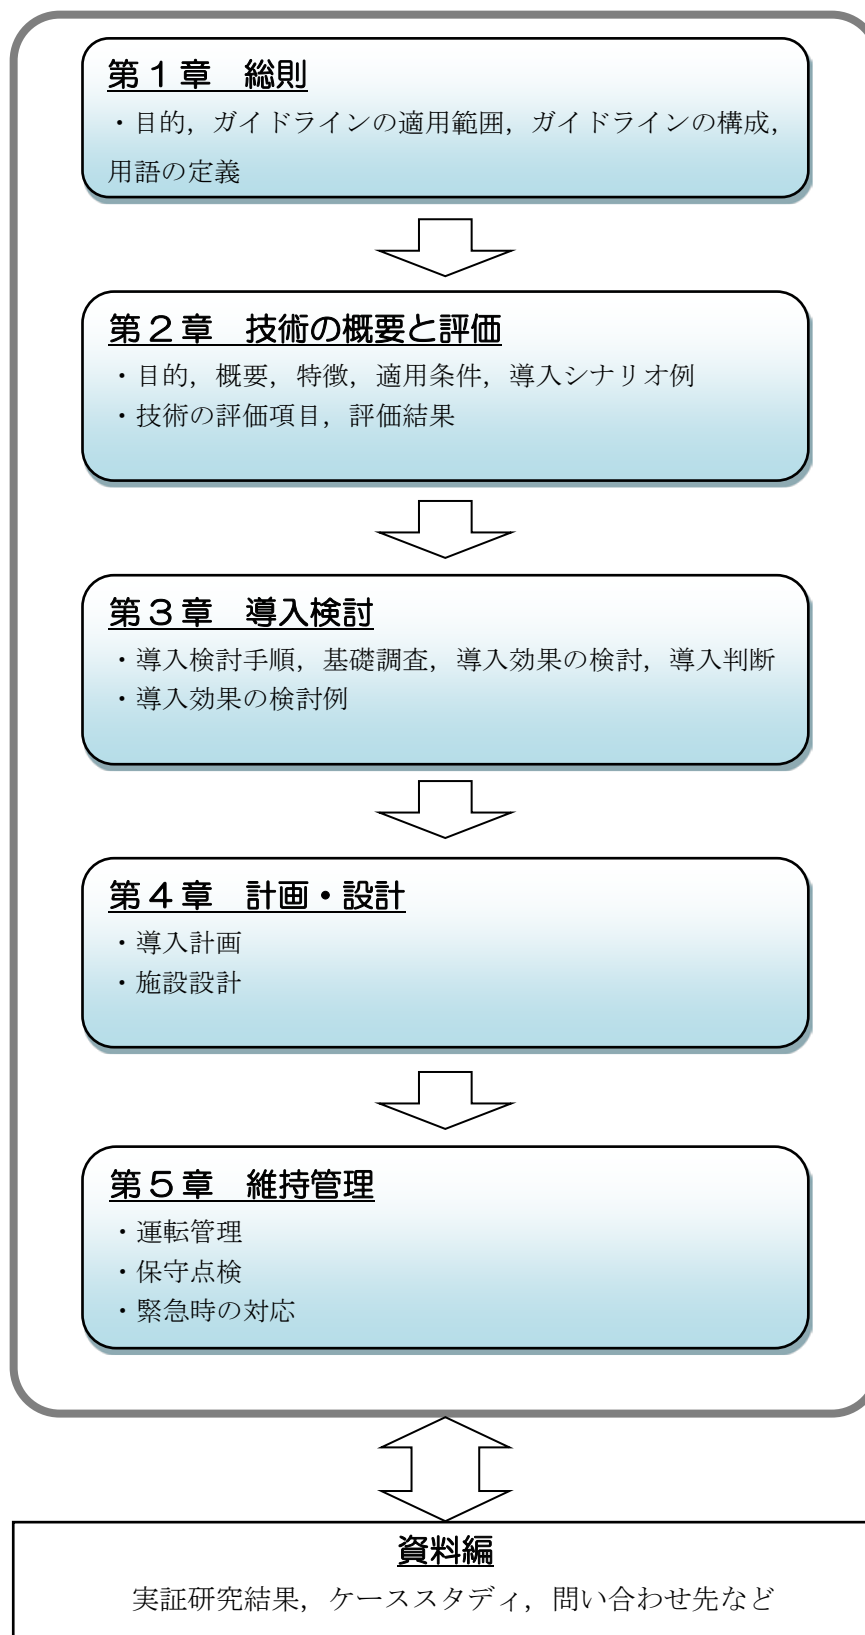 第１章　総則
・目的，ガイドラインの適用範囲，ガイドラインの構成，
用語の定義
第２章　技術の概要と評価
・目的，概要，特徴，適用条件，導入シナリオ例
・技術の評価項目，評価結果
第３章　導入検討
・導入検討手順，基礎調査，導入効果の検討，導入判断
・導入効果の検討例
第４章　計画・設計
・導入計画
・施設設計
第５章　維持管理
・運転管理
・保守点検
・緊急時の対応
資料編
実証研究結果，ケーススタディ，問い合わせ先など